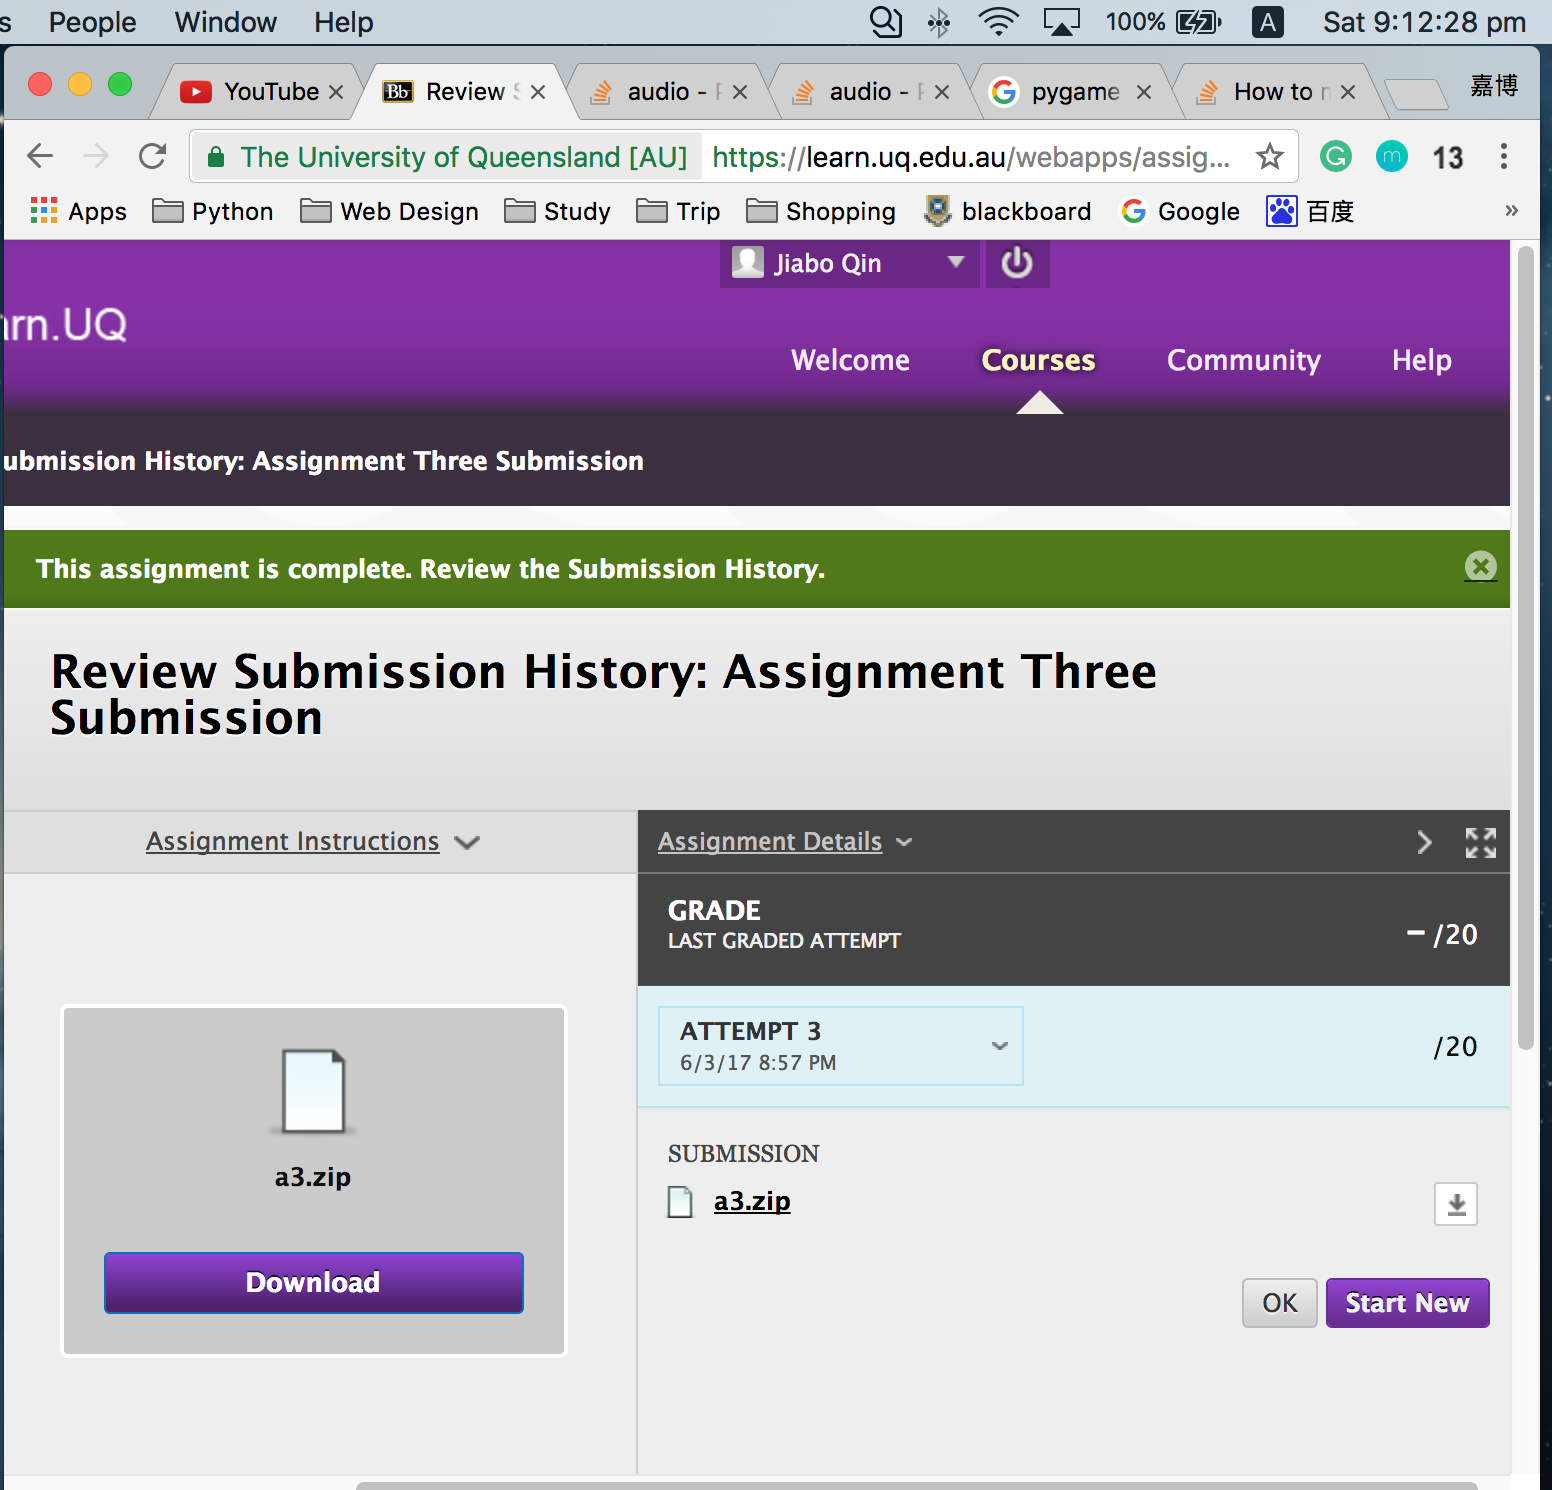 s People Window Help 100% A Sat 9:12:28 pm
YouTube Bb Review audio - audio - pygame How to 嘉博
The University of Queensland [AU] https://learn.uq.edu.au/webapps/assig... G m 13
Apps Python Web Design Study Trip Shopping blackboard Google 百度 »
Jiabo Qin
arn.UQ
Welcome Courses Community Help
ubmission History: Assignment Three Submission
This assignment is complete. Review the Submission History.
Review Submission History: Assignment Three
Submission
Assignment Instructions
Assignment Details
GRADE
LAST GRADED ATTEMPT
– /20
ATTEMPT 3
6/3/17 8:57 PM
/20
a3.zip
Download
SUBMISSION
a3.zip
OK Start New